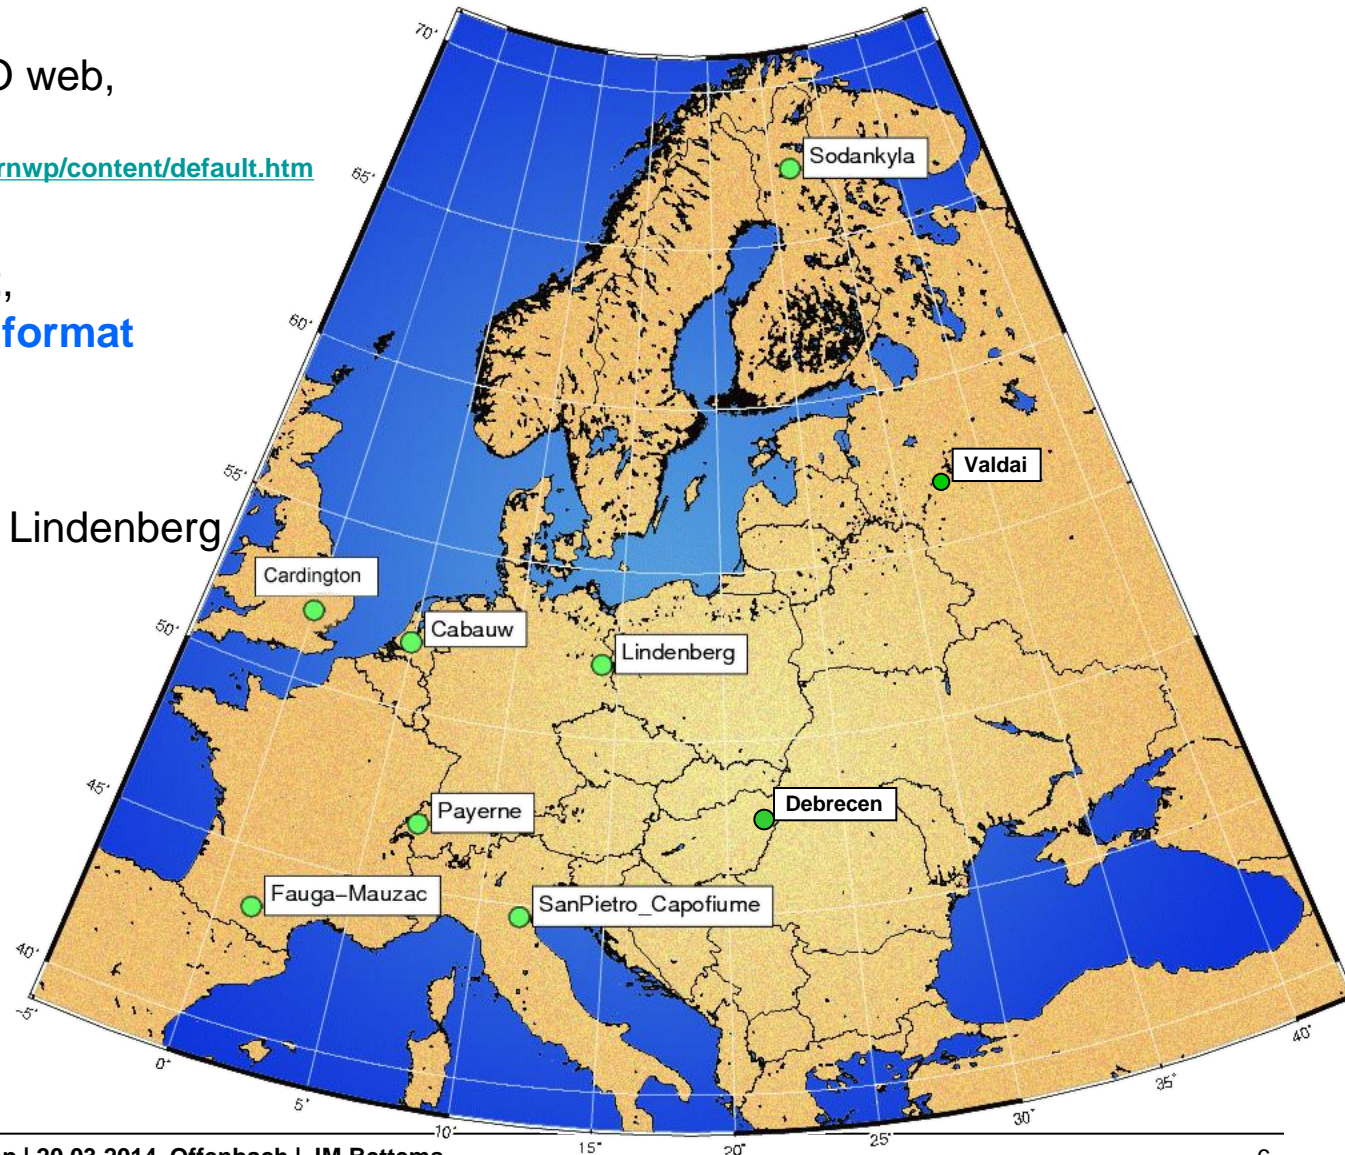 O web,
rnwp/content/default.htm
,
format
Lindenberg
70°
65°
60°
55°
50°
45°
40°
-5°
0°
5°
10°
15°
20°
25°
30°
35°
40°
Sodankyla
Valdai
Cardington
Cabauw
Lindenberg
Payerne
Debrecen
Fauga-Mauzac
SanPietro_Capofiume
| 20.03.2014, Offenbach | JM Bettems
6